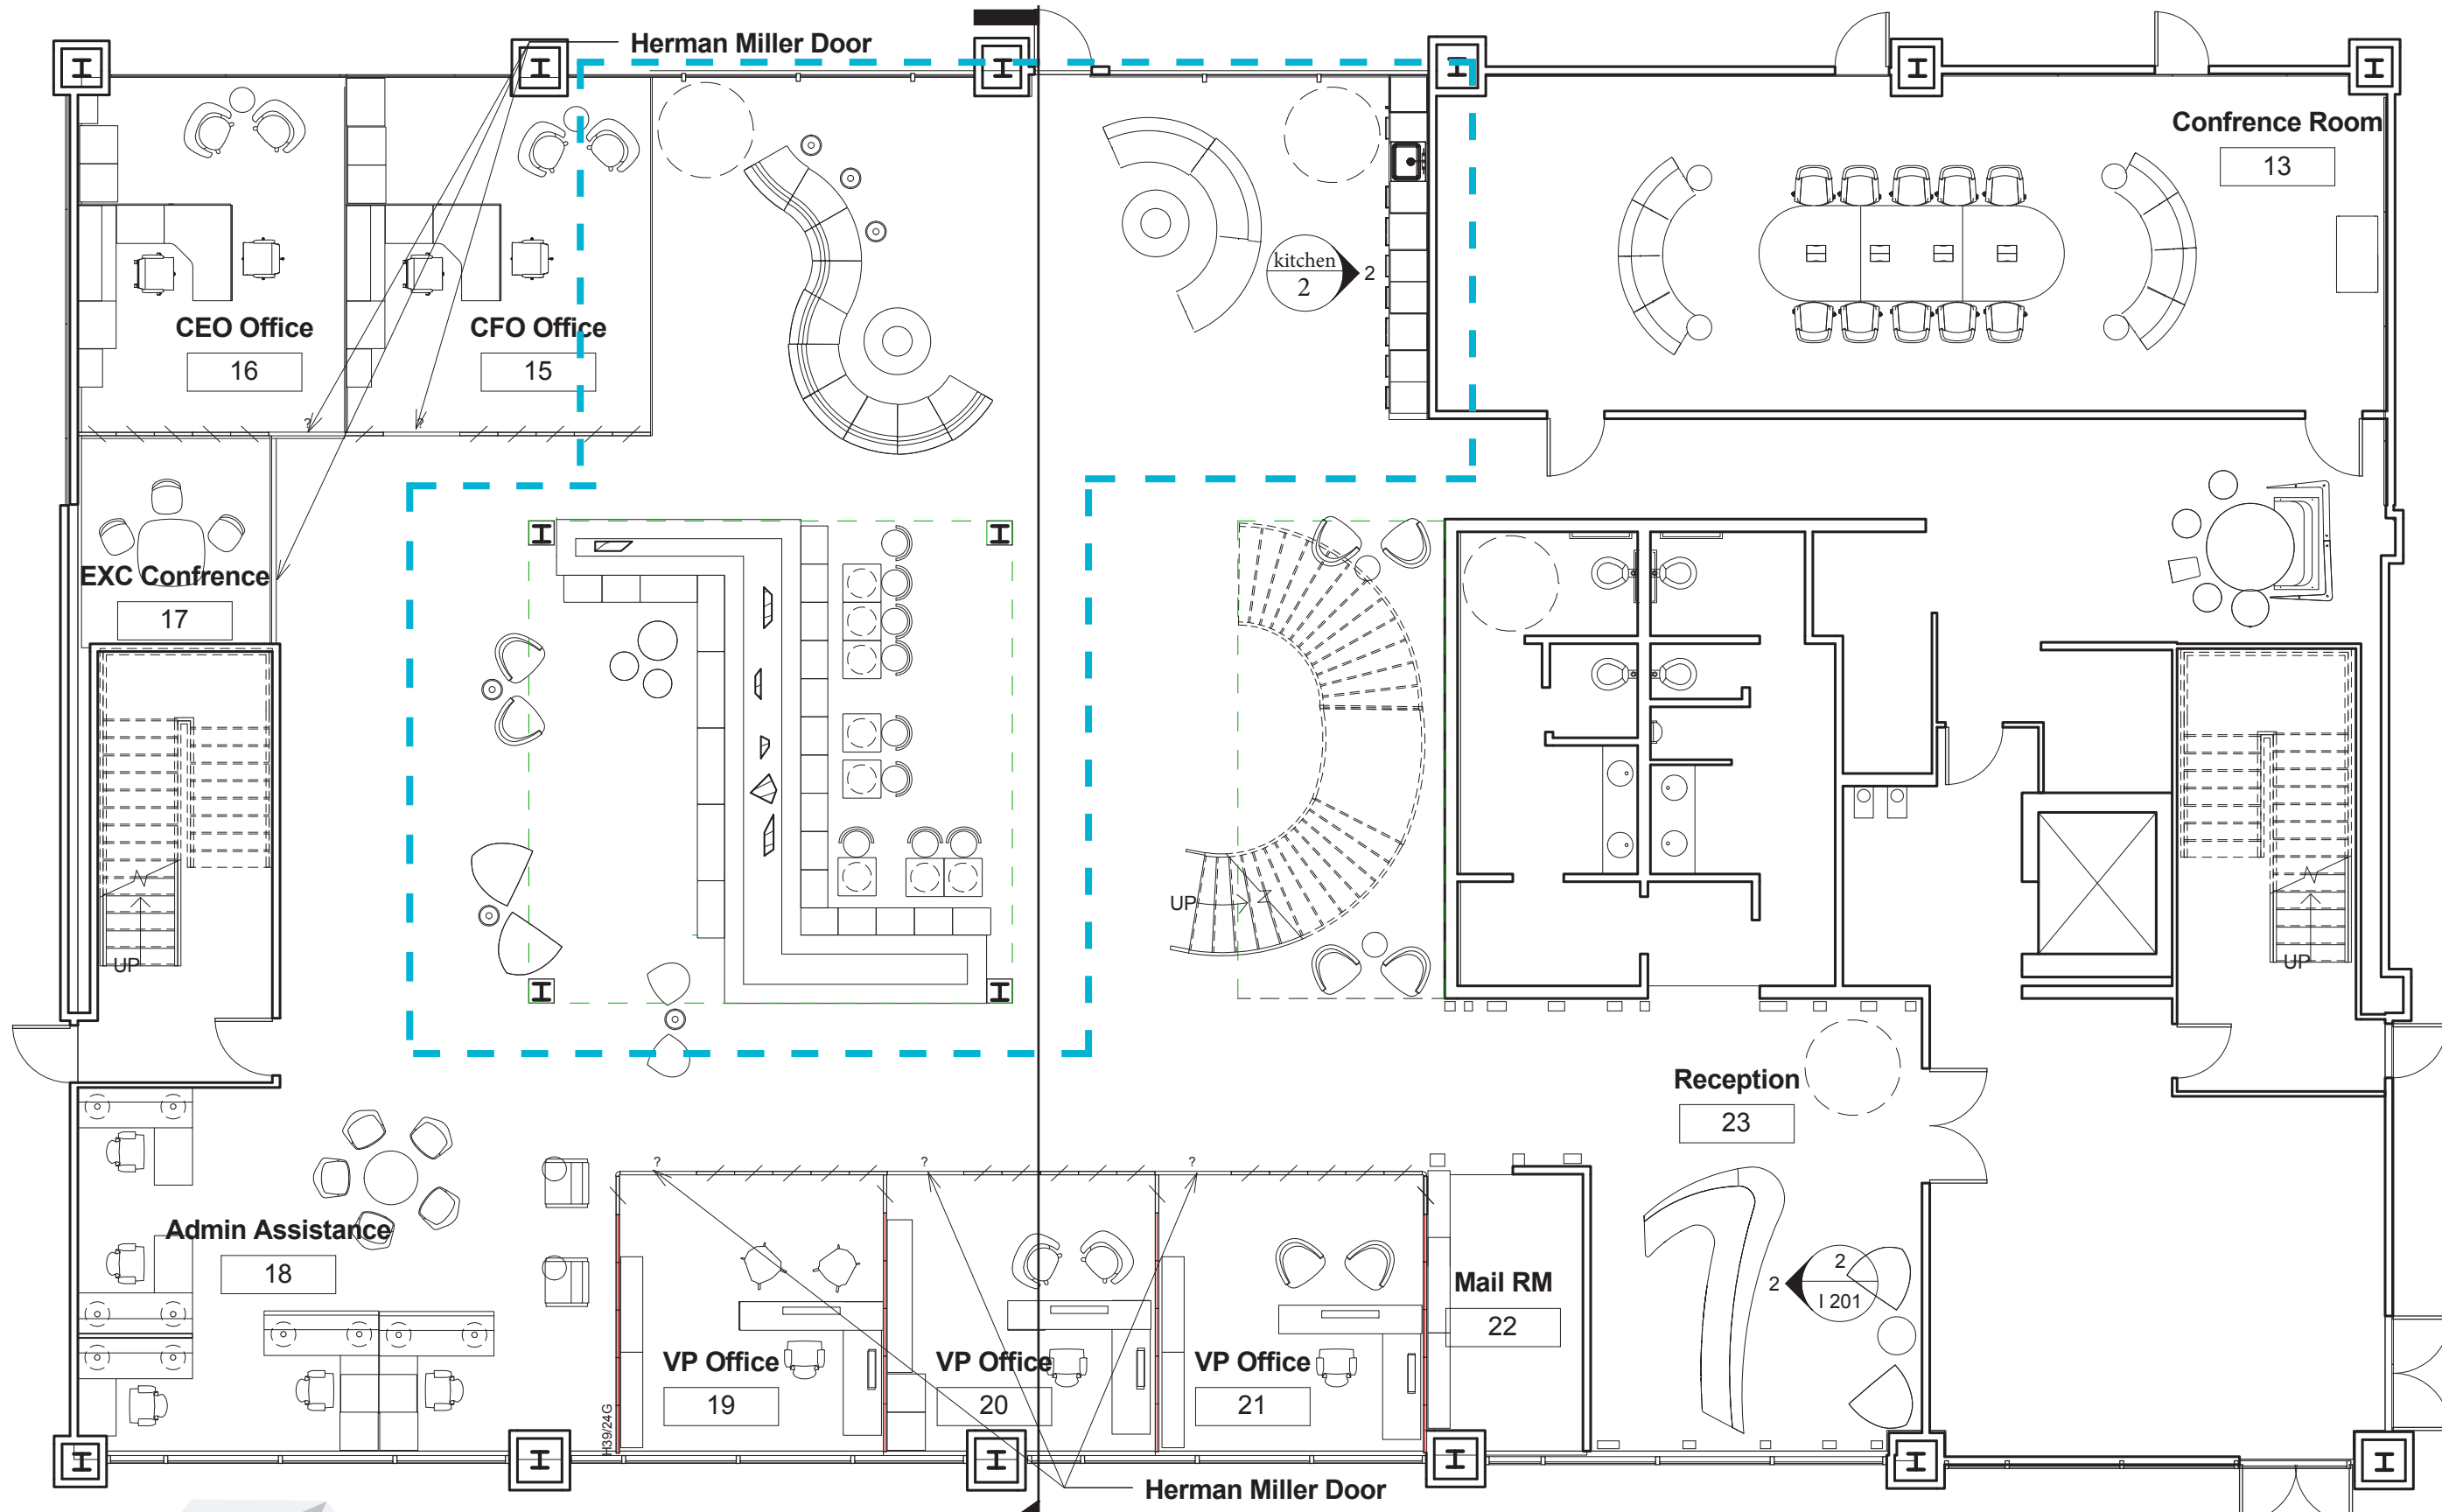 Herman Miller Door
Confrence Room
13
kitchen
2
2
CEO Office
16
CFO Office
15
?
?
EXC Confrence
17
UP
UP
UP
Reception
23
?
?
?
Admin Assistance
18
2
2
I 201
Mail RM
22
VP Office
19
VP Office
20
VP Office
21
H39/24G
Herman Miller Door